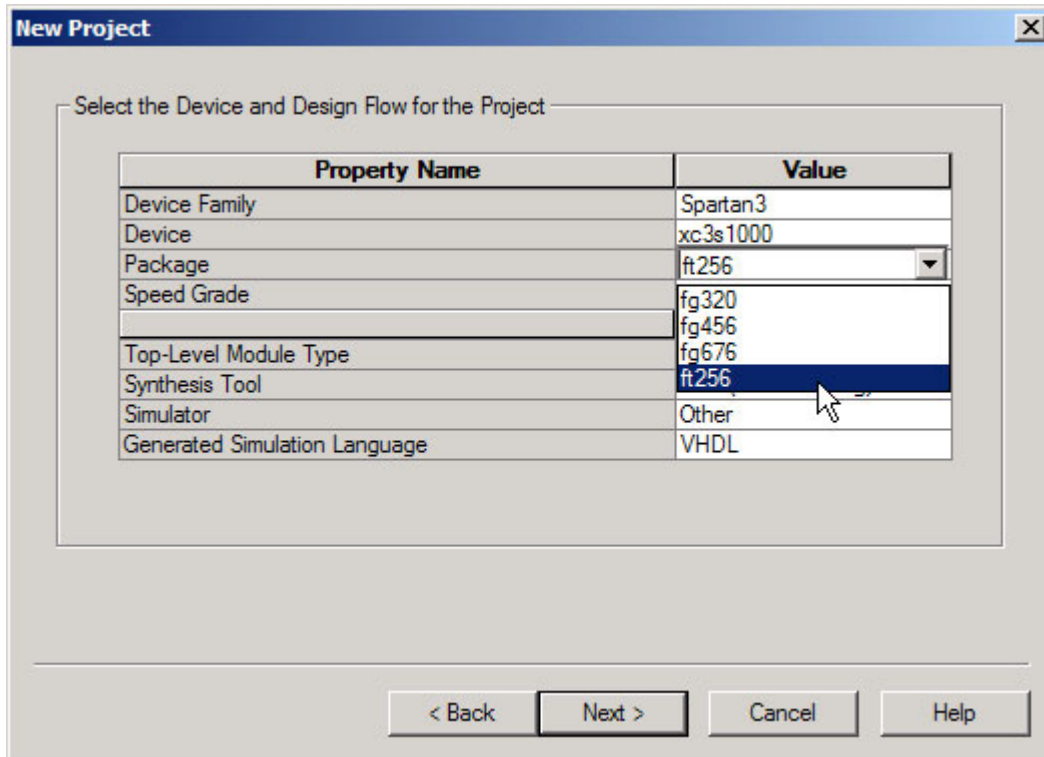 New Project
Select the Device and Design Flow for the Project
Property Name Value
Device Family Spartan3
Device xc3s1000
Package ft256
Speed Grade
fg320
fg456
fg676
Top-Level Module Type
Synthesis Tool ft256
Simulator Other
Generated Simulation Language VHDL
< Back Next > Cancel Help